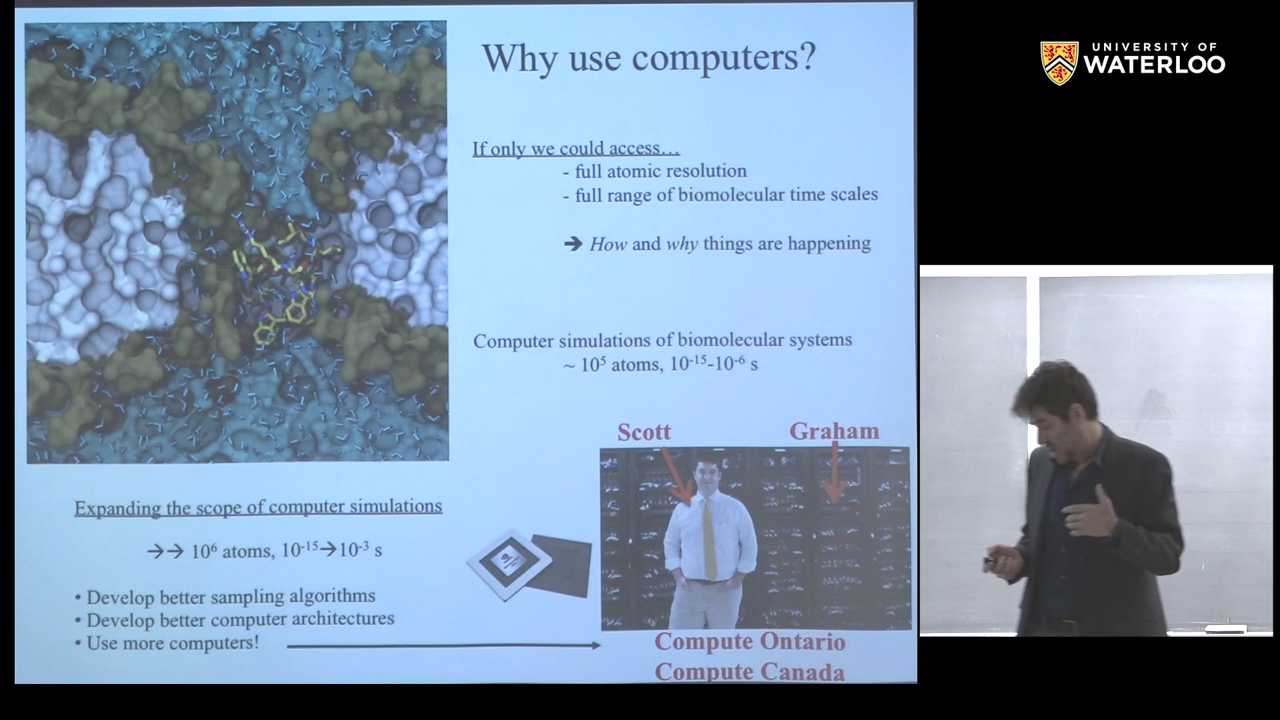 Why use computers?
UNIVERSITY OF
WATERLOO
If only we could access…
- full atomic resolution
- full range of biomolecular time scales
➔ How and why things are happening
Computer simulations of biomolecular systems
~ 10⁵ atoms, 10⁻¹⁵-10⁻⁶ s
Scott
Graham
Expanding the scope of computer simulations
→→ 10⁶ atoms, 10⁻¹⁵→10⁻³ s
• Develop better sampling algorithms
• Develop better computer architectures
• Use more computers!
Compute Ontario
Compute Canada